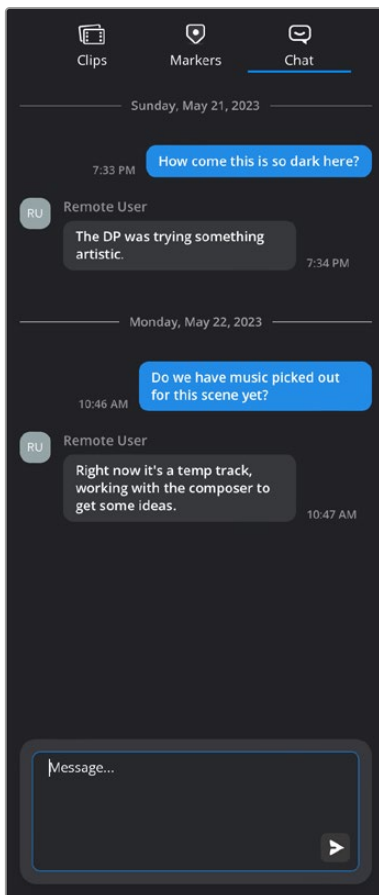 Clips Markers Chat
Sunday, May 21, 2023
How come this is so dark here?
7:33 PM
Remote User
RU
The DP was trying something
artistic.
7:34 PM
Monday, May 22, 2023
Do we have music picked out
for this scene yet?
10:46 AM
Remote User
RU
Right now it's a temp track,
working with the composer to
get some ideas.
10:47 AM
Message...